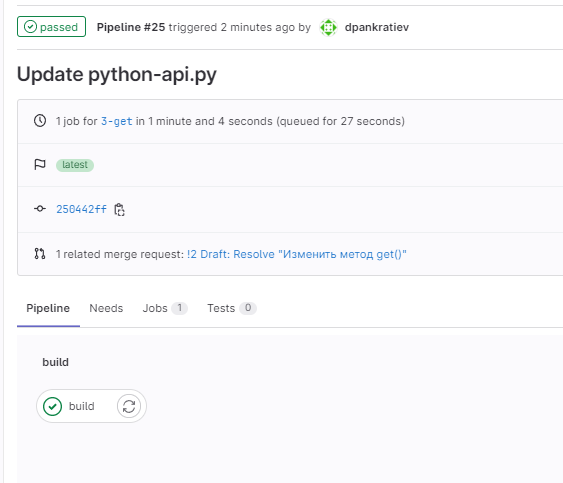 passed Pipeline #25 triggered 2 minutes ago by dpankratiev
Update python-api.py
1 job for 3-get in 1 minute and 4 seconds (queued for 27 seconds)
latest
250442ff
1 related merge request: !2 Draft: Resolve "Изменить метод get()"
Pipeline Needs Jobs 1 Tests 0
build
build